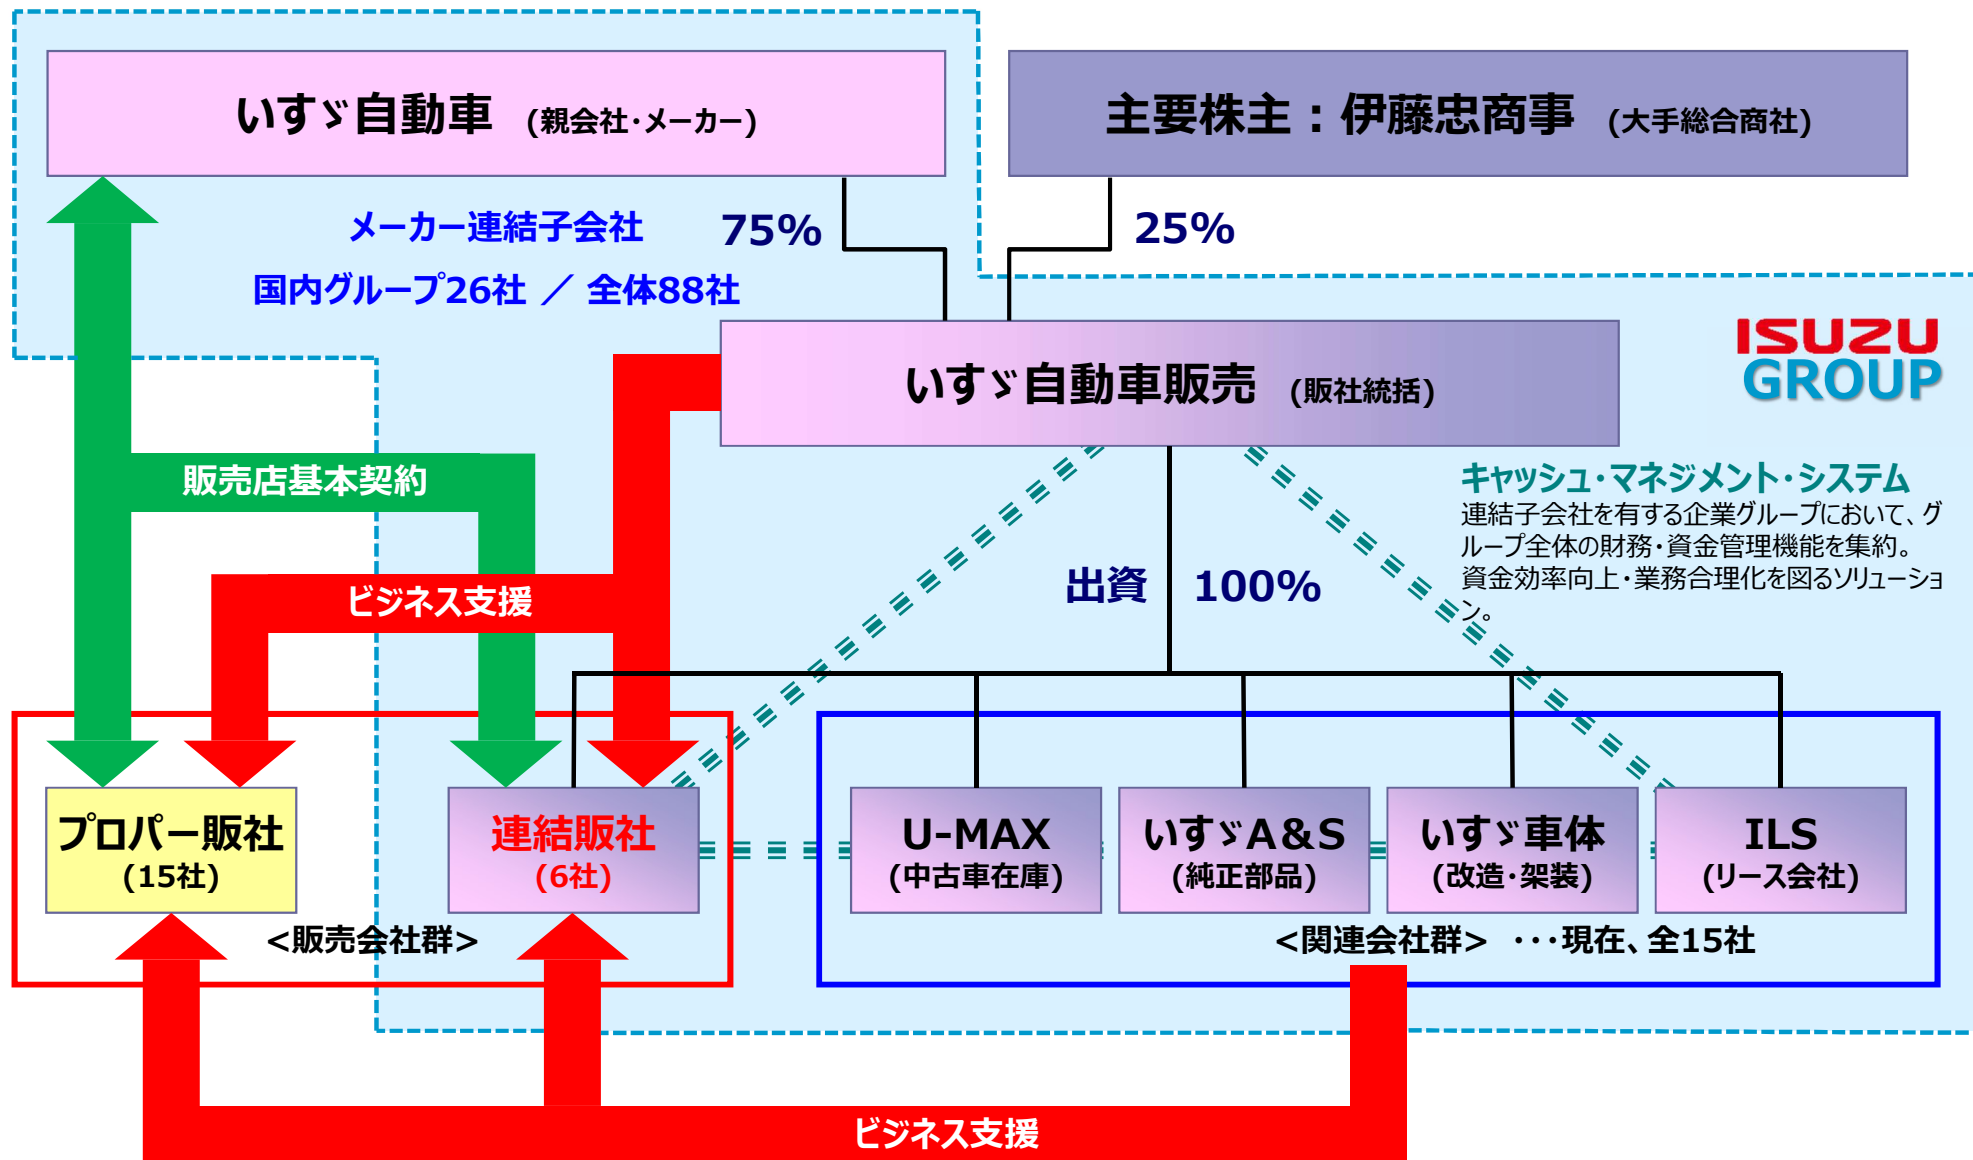 いすゞ自動車 (親会社・メーカー)
主要株主：伊藤忠商事 (大手総合商社)
メーカー連結子会社
75%
25%
国内グループ26社 ／ 全体88社
ISUZU
GROUP
いすゞ自動車販売 (販社統括)
販売店基本契約
キャッシュ・マネジメント・システム
連結子会社を有する企業グループにおいて、グ
ループ全体の財務・資金管理機能を集約。
資金効率向上・業務合理化を図るソリューショ
ン。
出資
100%
ビジネス支援
プロパー販社
(15社)
連結販社
(6社)
U-MAX
(中古車在庫)
いすゞA&S
(純正部品)
いすゞ車体
(改造・架装)
ILS
(リース会社)
<販売会社群>
<関連会社群> ・・・現在、全15社
ビジネス支援